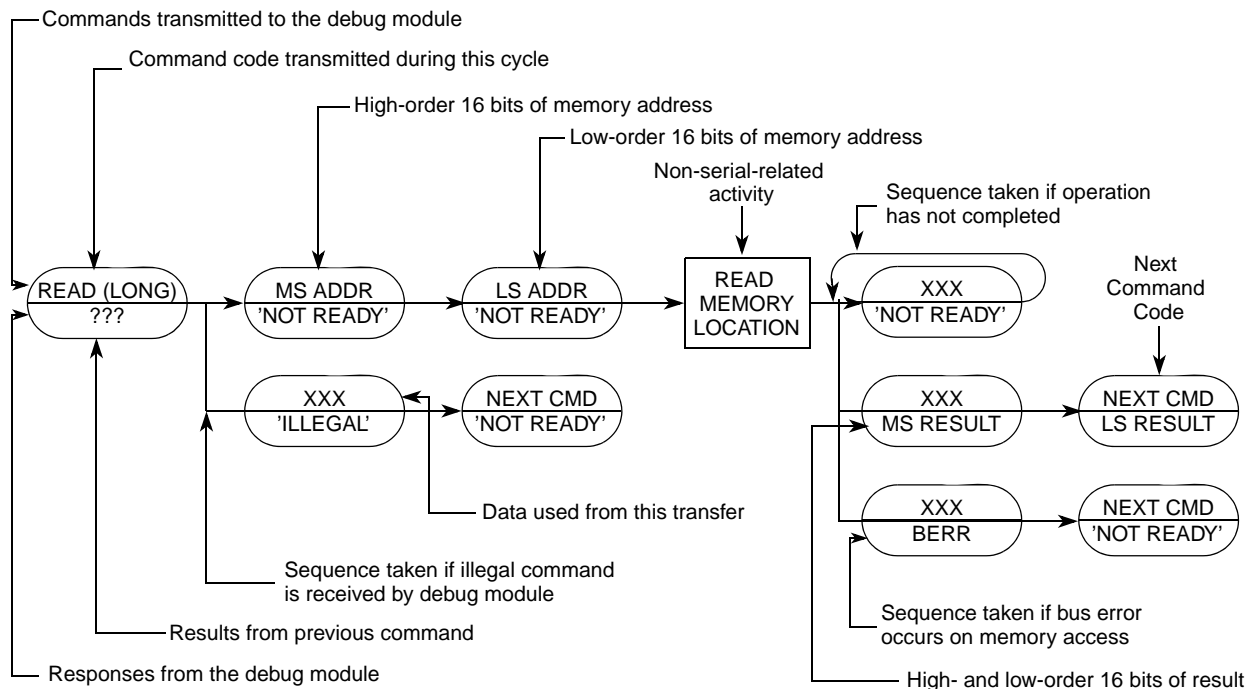 Commands transmitted to the debug module
Command code transmitted during this cycle
High-order 16 bits of memory address
Low-order 16 bits of memory address
Non-serial-related
activity
Sequence taken if operation
has not completed
Next
Command
Code
READ (LONG)
???
MS ADDR
'NOT READY'
LS ADDR
'NOT READY'
READ
MEMORY
LOCATION
XXX
'NOT READY'
XXX
'ILLEGAL'
NEXT CMD
'NOT READY'
XXX
MS RESULT
NEXT CMD
LS RESULT
XXX
BERR
NEXT CMD
'NOT READY'
Data used from this transfer
Sequence taken if illegal command
is received by debug module
Sequence taken if bus error
occurs on memory access
Results from previous command
Responses from the debug module
High- and low-order 16 bits of result